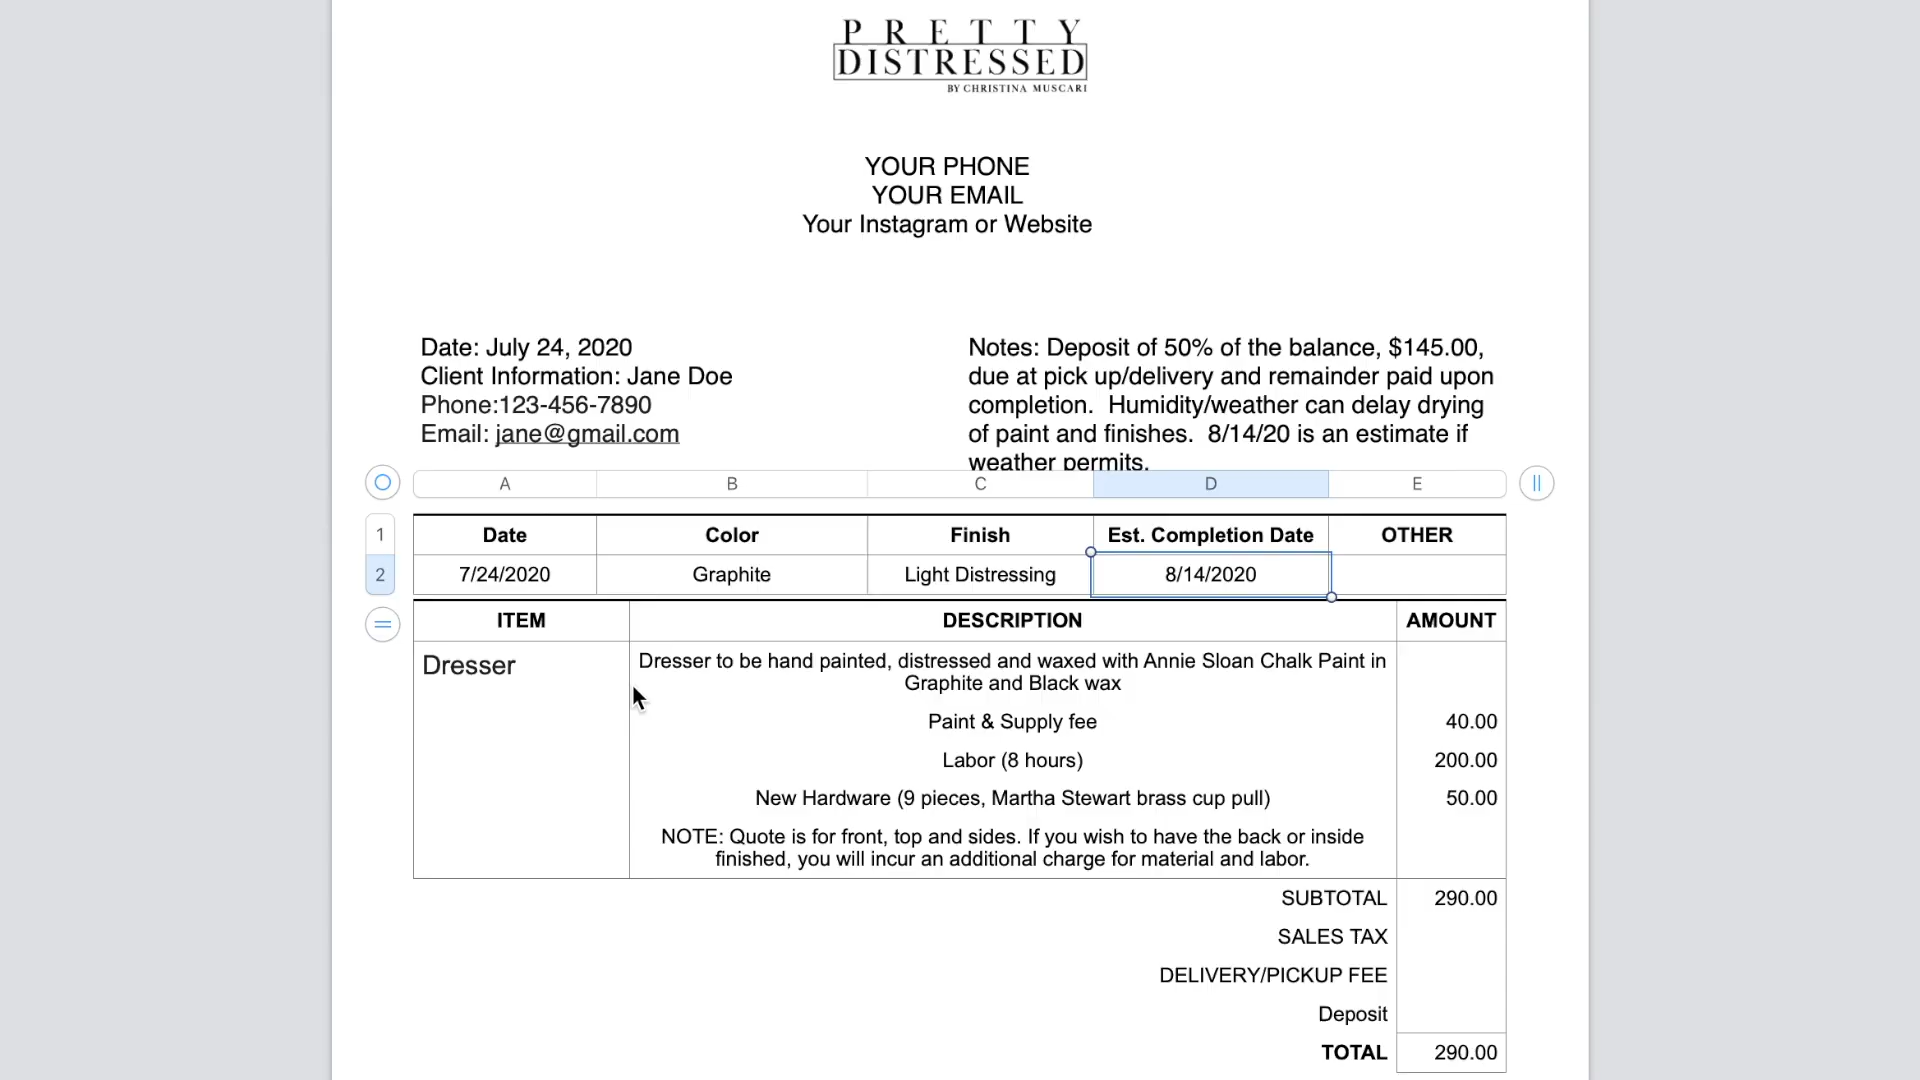 PRETTY
DISTRESSED
BY CHRISTINA MUSCARI
YOUR PHONE
YOUR EMAIL
Your Instagram or Website
Date: July 24, 2020
Client Information: Jane Doe
Phone:123-456-7890
Email: jane@gmail.com
Notes: Deposit of 50% of the balance, $145.00,
due at pick up/delivery and remainder paid upon
completion.  Humidity/weather can delay drying
of paint and finishes.  8/14/20 is an estimate if
weather permits.
A B C D E
1 Date Color Finish Est. Completion Date OTHER
2 7/24/2020 Graphite Light Distressing 8/14/2020
ITEM DESCRIPTION AMOUNT
Dresser Dresser to be hand painted, distressed and waxed with Annie Sloan Chalk Paint in
Graphite and Black wax
Paint & Supply fee 40.00
Labor (8 hours) 200.00
New Hardware (9 pieces, Martha Stewart brass cup pull) 50.00
NOTE: Quote is for front, top and sides. If you wish to have the back or inside
finished, you will incur an additional charge for material and labor.
SUBTOTAL 290.00
SALES TAX
DELIVERY/PICKUP FEE
Deposit
TOTAL 290.00